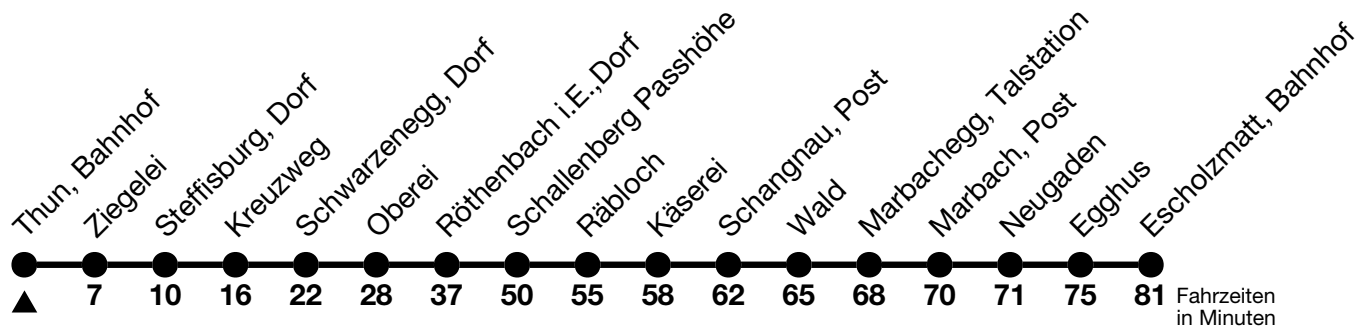 Thun, Bahnhof
Ziegelei
Steffisburg, Dorf
Kreuzweg
Schwarzenegg, Dorf
Oberei
Röthenbach i.E.,Dorf
Schallenberg Passhöhe
Räbloch
Käserei
Schangnau, Post
Wald
Marbachegg, Talstation
Marbach, Post
Neugaden
Egghus
Escholzmatt, Bahnhof
7 10 16 22 28 37 50 55 58 62 65 68 70 71 75 81
Fahrzeiten
in Minuten